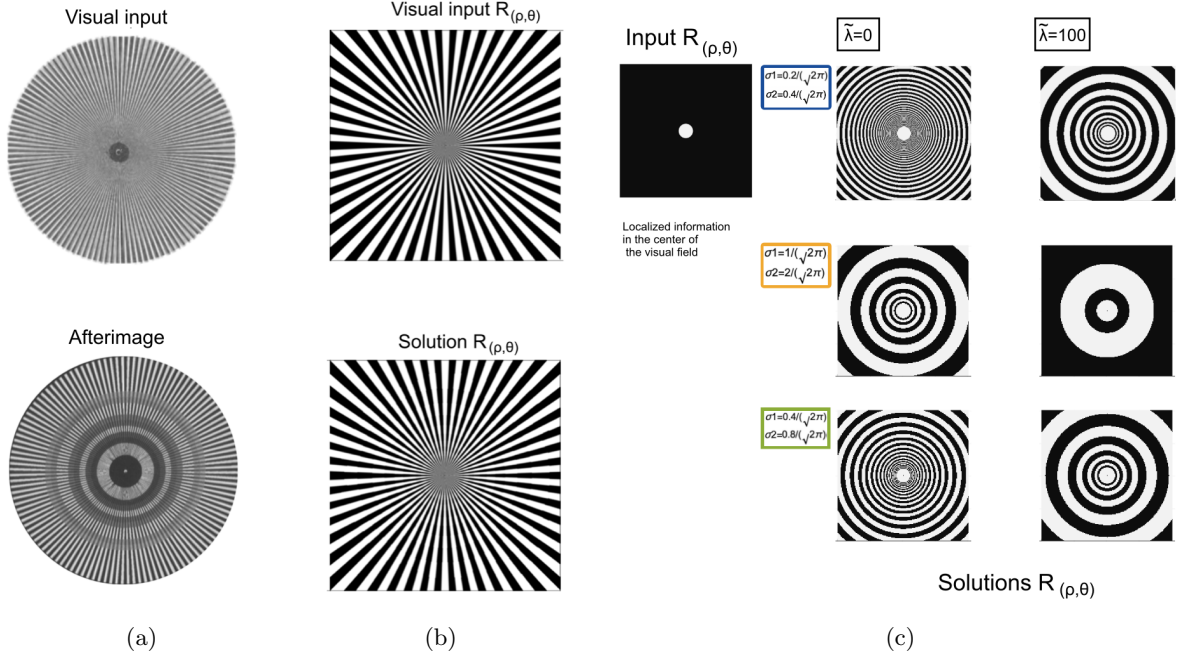 Visual input
Afterimage
(a)
Visual input R(ρ,θ)
Solution R(ρ,θ)
(b)
Input R(ρ,θ)
Localized information
in the center of
the visual field
λ̃=0
λ̃=100
σ1=0.2/(√2π)
σ2=0.4/(√2π)
σ1=1/(√2π)
σ2=2/(√2π)
σ1=0.4/(√2π)
σ2=0.8/(√2π)
Solutions R(ρ,θ)
(c)